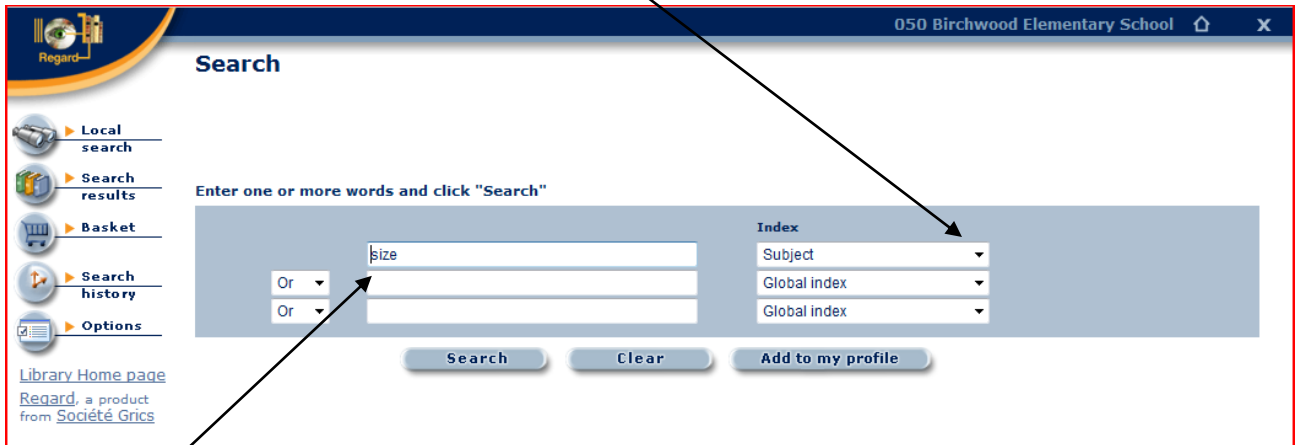 050 Birchwood Elementary School X
Regard
Search
Local
search
Search
results
Basket
Search
history
Options
Library Home page
Regard, a product
from Société Grics
Enter one or more words and click "Search"
Index
size Subject
Or Global index
Or Global index
Search Clear Add to my profile